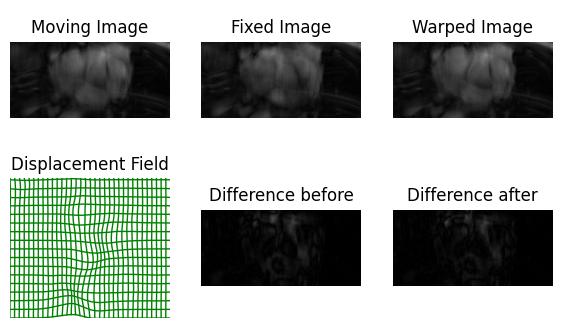 Moving Image
Fixed Image
Warped Image
Displacement Field
Difference before
Difference after